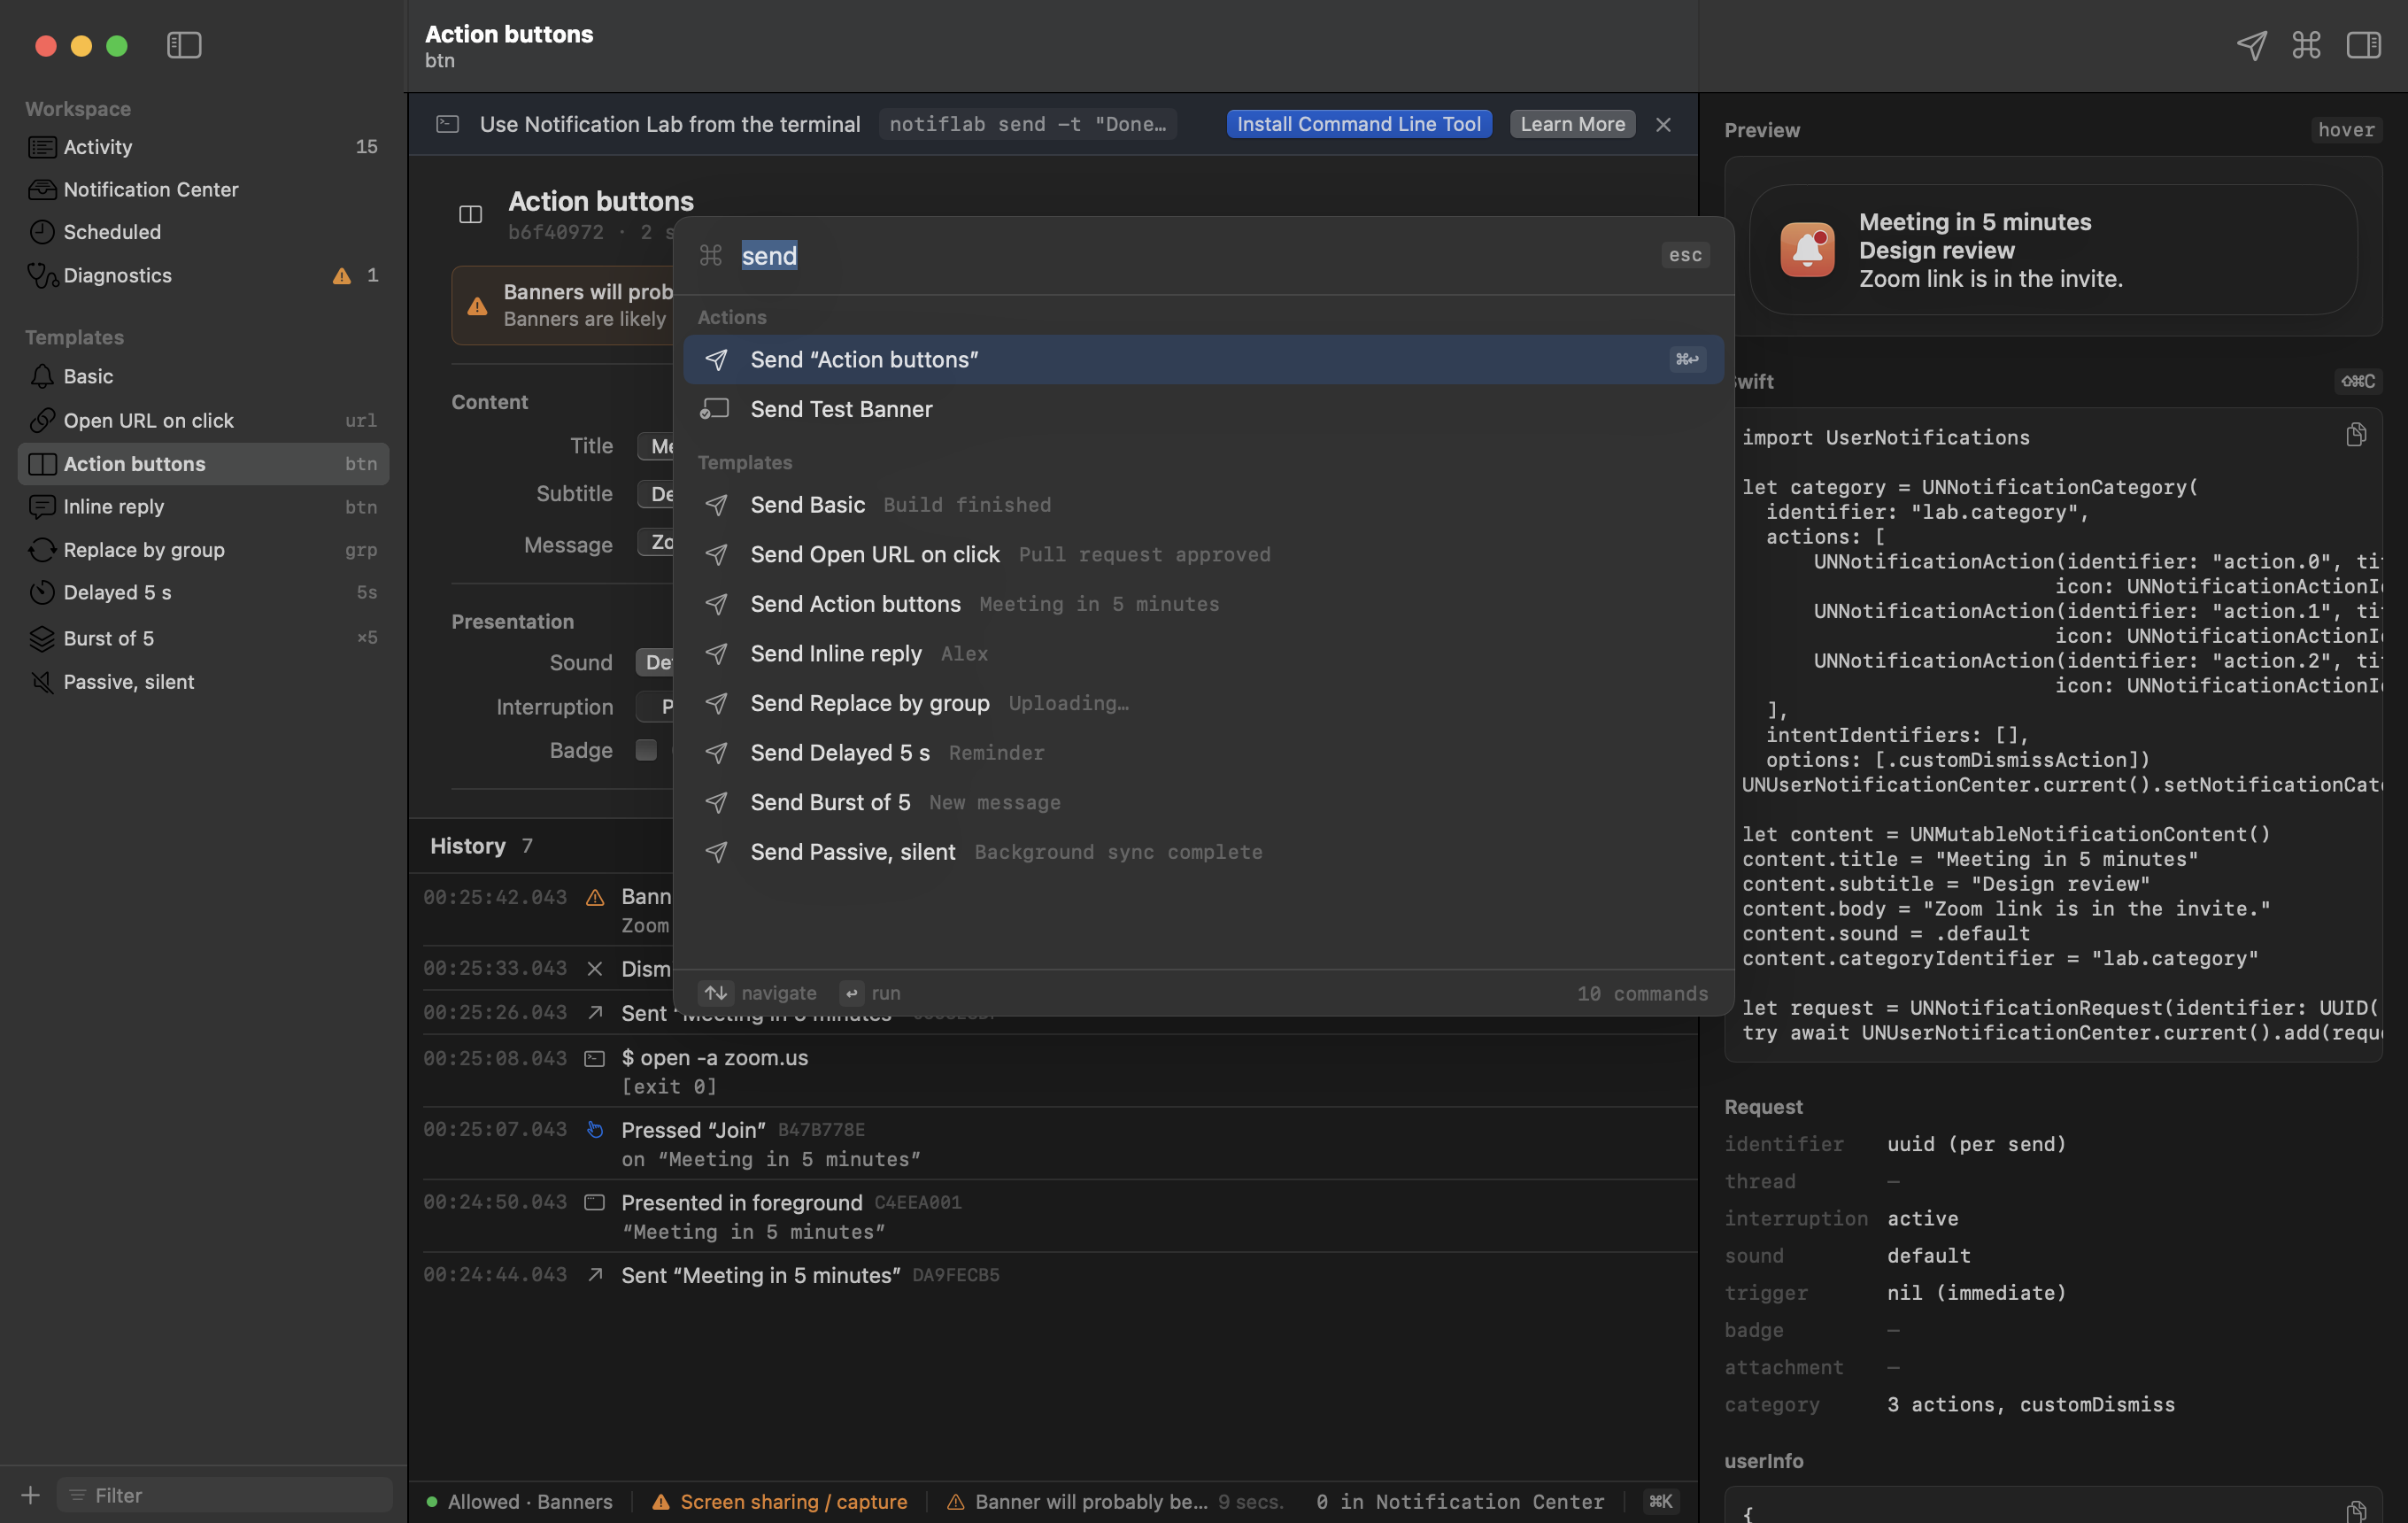 Action buttons
btn
Workspace
Activity 15
Notification Center
Scheduled
Diagnostics 1
Templates
Basic
Open URL on click url
Action buttons btn
Inline reply btn
Replace by group grp
Delayed 5 s 5s
Burst of 5 ×5
Passive, silent
Filter
Use Notification Lab from the terminal notiflab send -t "Done… Install Command Line Tool Learn More
Action buttons
b6f40972 · 2
Banners will prob
Banners are likely
Content
Title Me
Subtitle De
Message Zo
Presentation
Sound De
Interruption P
Badge
send esc
Actions
Send “Action buttons” ⌘↩
Send Test Banner
Templates
Send Basic Build finished
Send Open URL on click Pull request approved
Send Action buttons Meeting in 5 minutes
Send Inline reply Alex
Send Replace by group Uploading…
Send Delayed 5 s Reminder
Send Burst of 5 New message
Send Passive, silent Background sync complete
navigate ↩ run 10 commands
History 7
00:25:42.043 Bann
Zoom
00:25:33.043 Dism
00:25:26.043 Sent “Meeting in 5 minutes”
00:25:08.043 $ open -a zoom.us
[exit 0]
00:25:07.043 Pressed “Join” B47B778E
on “Meeting in 5 minutes”
00:24:50.043 Presented in foreground C4EEA001
“Meeting in 5 minutes”
00:24:44.043 Sent “Meeting in 5 minutes” DA9FECB5
Allowed · Banners Screen sharing / capture Banner will probably be… 9 secs. 0 in Notification Center ⌘K
Preview hover
Meeting in 5 minutes
Design review
Zoom link is in the invite.
wift ⇧⌘C
import UserNotifications
let category = UNNotificationCategory(
identifier: "lab.category",
actions: [
UNNotificationAction(identifier: "action.0", ti
icon: UNNotificationActionI
UNNotificationAction(identifier: "action.1", ti
icon: UNNotificationActionI
UNNotificationAction(identifier: "action.2", ti
icon: UNNotificationActionI
],
intentIdentifiers: [],
options: [.customDismissAction])
UNUserNotificationCenter.current().setNotificationCat
let content = UNMutableNotificationContent()
content.title = "Meeting in 5 minutes"
content.subtitle = "Design review"
content.body = "Zoom link is in the invite."
content.sound = .default
content.categoryIdentifier = "lab.category"
let request = UNNotificationRequest(identifier: UUID(
try await UNUserNotificationCenter.current().add(requ
Request
identifier uuid (per send)
thread —
interruption active
sound default
trigger nil (immediate)
badge —
attachment —
category 3 actions, customDismiss
userInfo
{